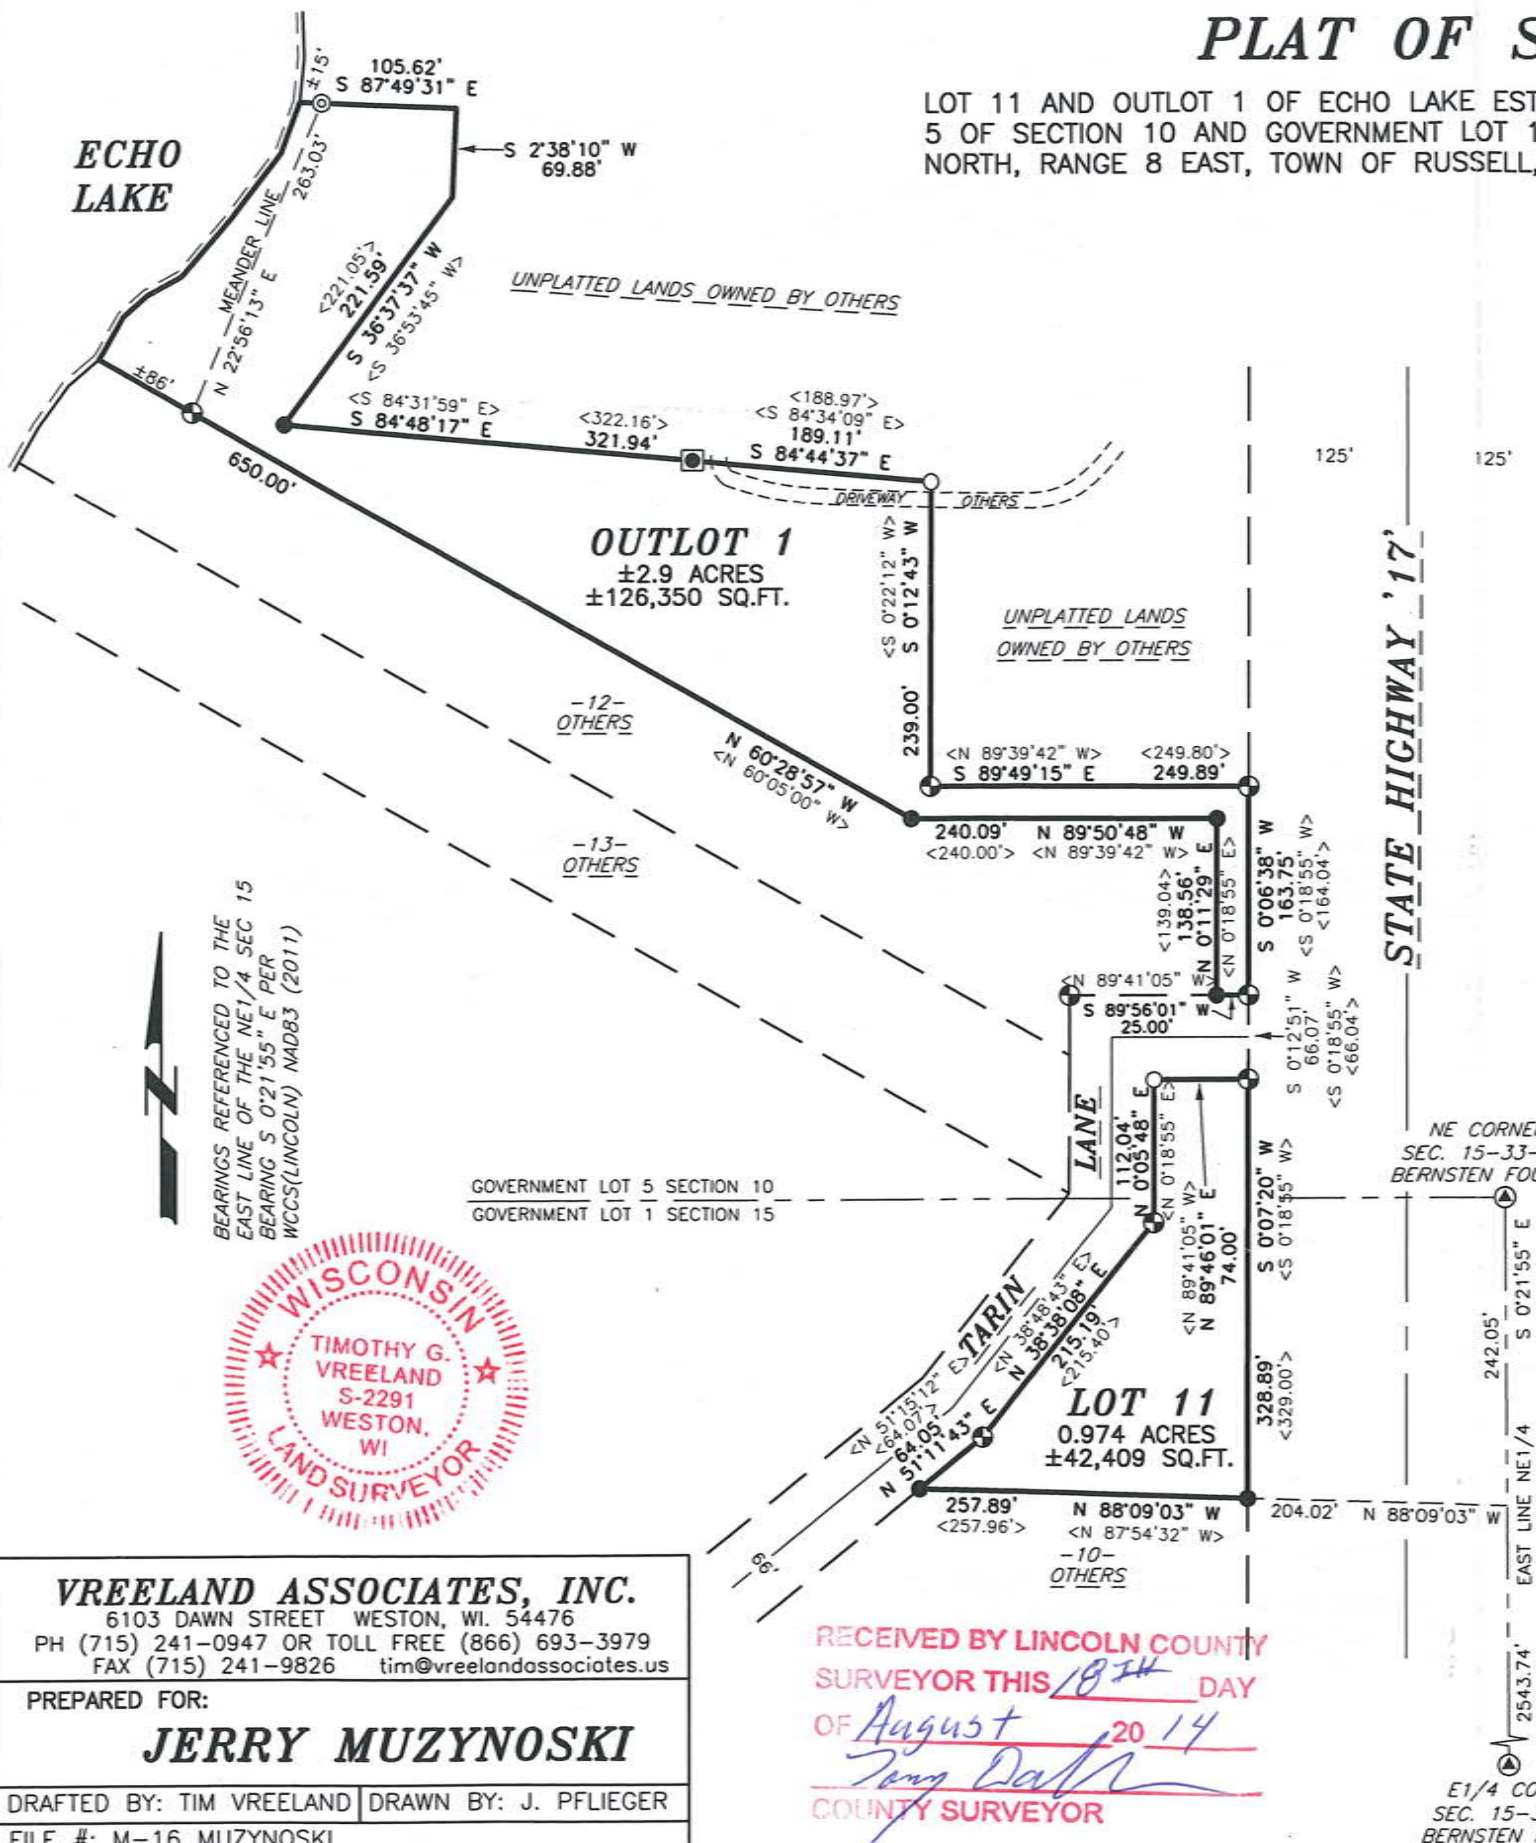 PLAT OF S
LOT 11 AND OUTLOT 1 OF ECHO LAKE EST
5 OF SECTION 10 AND GOVERNMENT LOT 1
NORTH, RANGE 8 EAST, TOWN OF RUSSELL,
±15'
105.62'
S 87°49'31" E
S 2°38'10" W
69.88'
ECHO
LAKE
MEANDER LINE
263.03'
N 22°56'13" E
<221.05'>
221.59'
S 36°37'37" W
<S 36°53'45" W>
UNPLATTED LANDS OWNED BY OTHERS
±86'
650.00'
<S 84°31'59" E>
S 84°48'17" E
<322.16'>
321.94'
<188.97'>
<S 84°34'09" E>
189.11'
S 84°44'37" E
DRIVEWAY OTHERS
125'
125'
OUTLOT 1
±2.9 ACRES
±126,350 SQ.FT.
<S 0°22'12" W>
S 0°12'43" W
239.00'
UNPLATTED LANDS
OWNED BY OTHERS
STATE HIGHWAY '17'
-12-
OTHERS
-13-
OTHERS
N 60°28'57" W
<N 60°05'00" W>
<N 89°39'42" W>
<249.80'>
S 89°49'15" E
249.89'
240.09'
N 89°50'48" W
<240.00'>
<N 89°39'42" W>
<139.04>
138.56'
N 0°11'29" E
<N 0°18'55" E>
S 0°06'38" W
163.75'
<S 0°18'55" W>
<164.04'>
<N 89°41'05" W>
S 89°56'01" W
25.00'
S 0°12'51" W
66.07'
<S 0°18'55" W>
<66.04'>
BEARINGS REFERENCED TO THE
EAST LINE OF THE NE1/4 SEC 15
BEARING S 0°21'55" E PER
WCCS(LINCOLN) NAD83 (2011)
N
LANE
112.04'
N 0°05'48" E
<N 0°18'55" E>
<N 89°41'05" W>
N 89°46'01" E
74.00'
S 0°07'20" W
<S 0°18'55" W>
328.89'
<329.00'>
GOVERNMENT LOT 5 SECTION 10
GOVERNMENT LOT 1 SECTION 15
NE CORNE
SEC. 15-33-
BERNSTEN FOU
S 0°21'55" E
242.05'
EAST LINE NE1/4
2543.74'
TARIN
<N 38°48'43" E>
N 38°38'08" E
215.19'
<215.40'>
<N 51°15'12" E>
<64.07'>
64.05'
N 51°11'43" E
LOT 11
0.974 ACRES
±42,409 SQ.FT.
257.89'
N 88°09'03" W
<257.96'>
<N 87°54'32" W>
204.02'
N 88°09'03" W
-10-
OTHERS
66'
WISCONSIN
TIMOTHY G.
VREELAND
S-2291
WESTON,
WI
LAND SURVEYOR
VREELAND ASSOCIATES, INC.
6103 DAWN STREET WESTON, WI. 54476
PH (715) 241-0947 OR TOLL FREE (866) 693-3979
FAX (715) 241-9826 tim@vreelandassociates.us
PREPARED FOR:
JERRY MUZYNOSKI
DRAFTED BY: TIM VREELAND DRAWN BY: J. PFLIEGER
FILE #: M-16 MUZYNOSKI
RECEIVED BY LINCOLN COUNTY
SURVEYOR THIS 18TH DAY
OF August 20 14
Tony
COUNTY SURVEYOR
E1/4 CO
SEC. 15-3
BERNSTEN